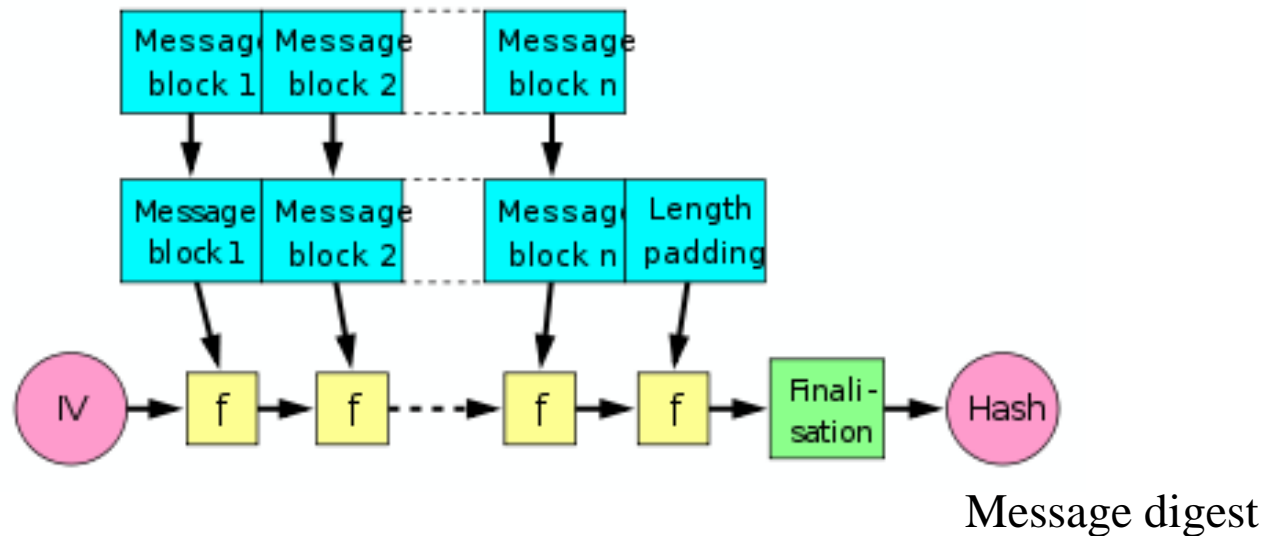 Message
block 1
Message
block 2
Message
block n
Message
block 1
Message
block 2
Message
block n
Length
padding
IV
f
f
f
f
Finali-
sation
Hash
Message digest